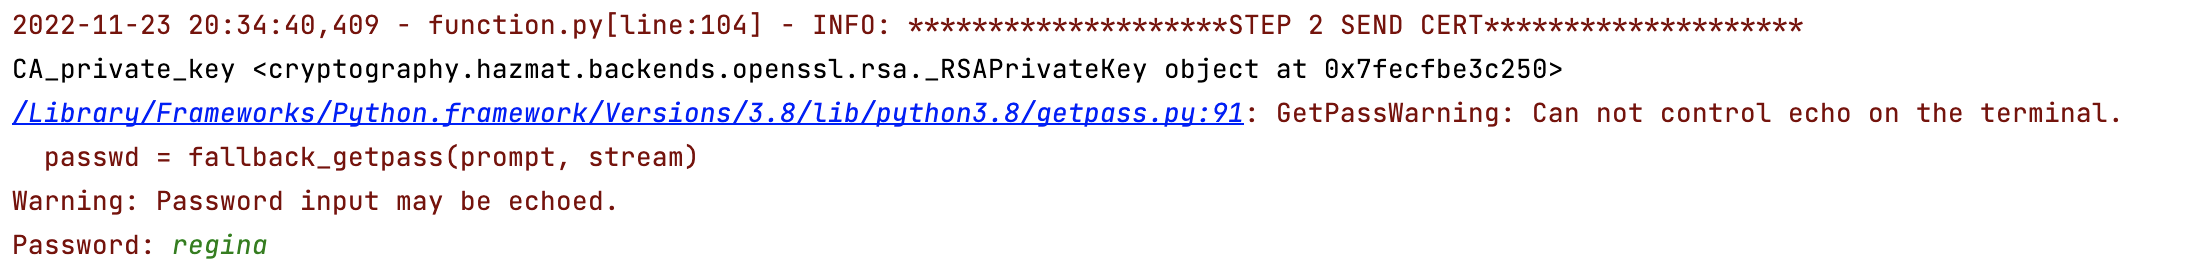 2022-11-23 20:34:40,409 - function.py[line:104] - INFO: ********************STEP 2 SEND CERT********************
CA_private_key <cryptography.hazmat.backends.openssl.rsa._RSAPrivateKey object at 0x7fecfbe3c250>
/Library/Frameworks/Python.framework/Versions/3.8/lib/python3.8/getpass.py:91: GetPassWarning: Can not control echo on the terminal.
  passwd = fallback_getpass(prompt, stream)
Warning: Password input may be echoed.
Password: regina